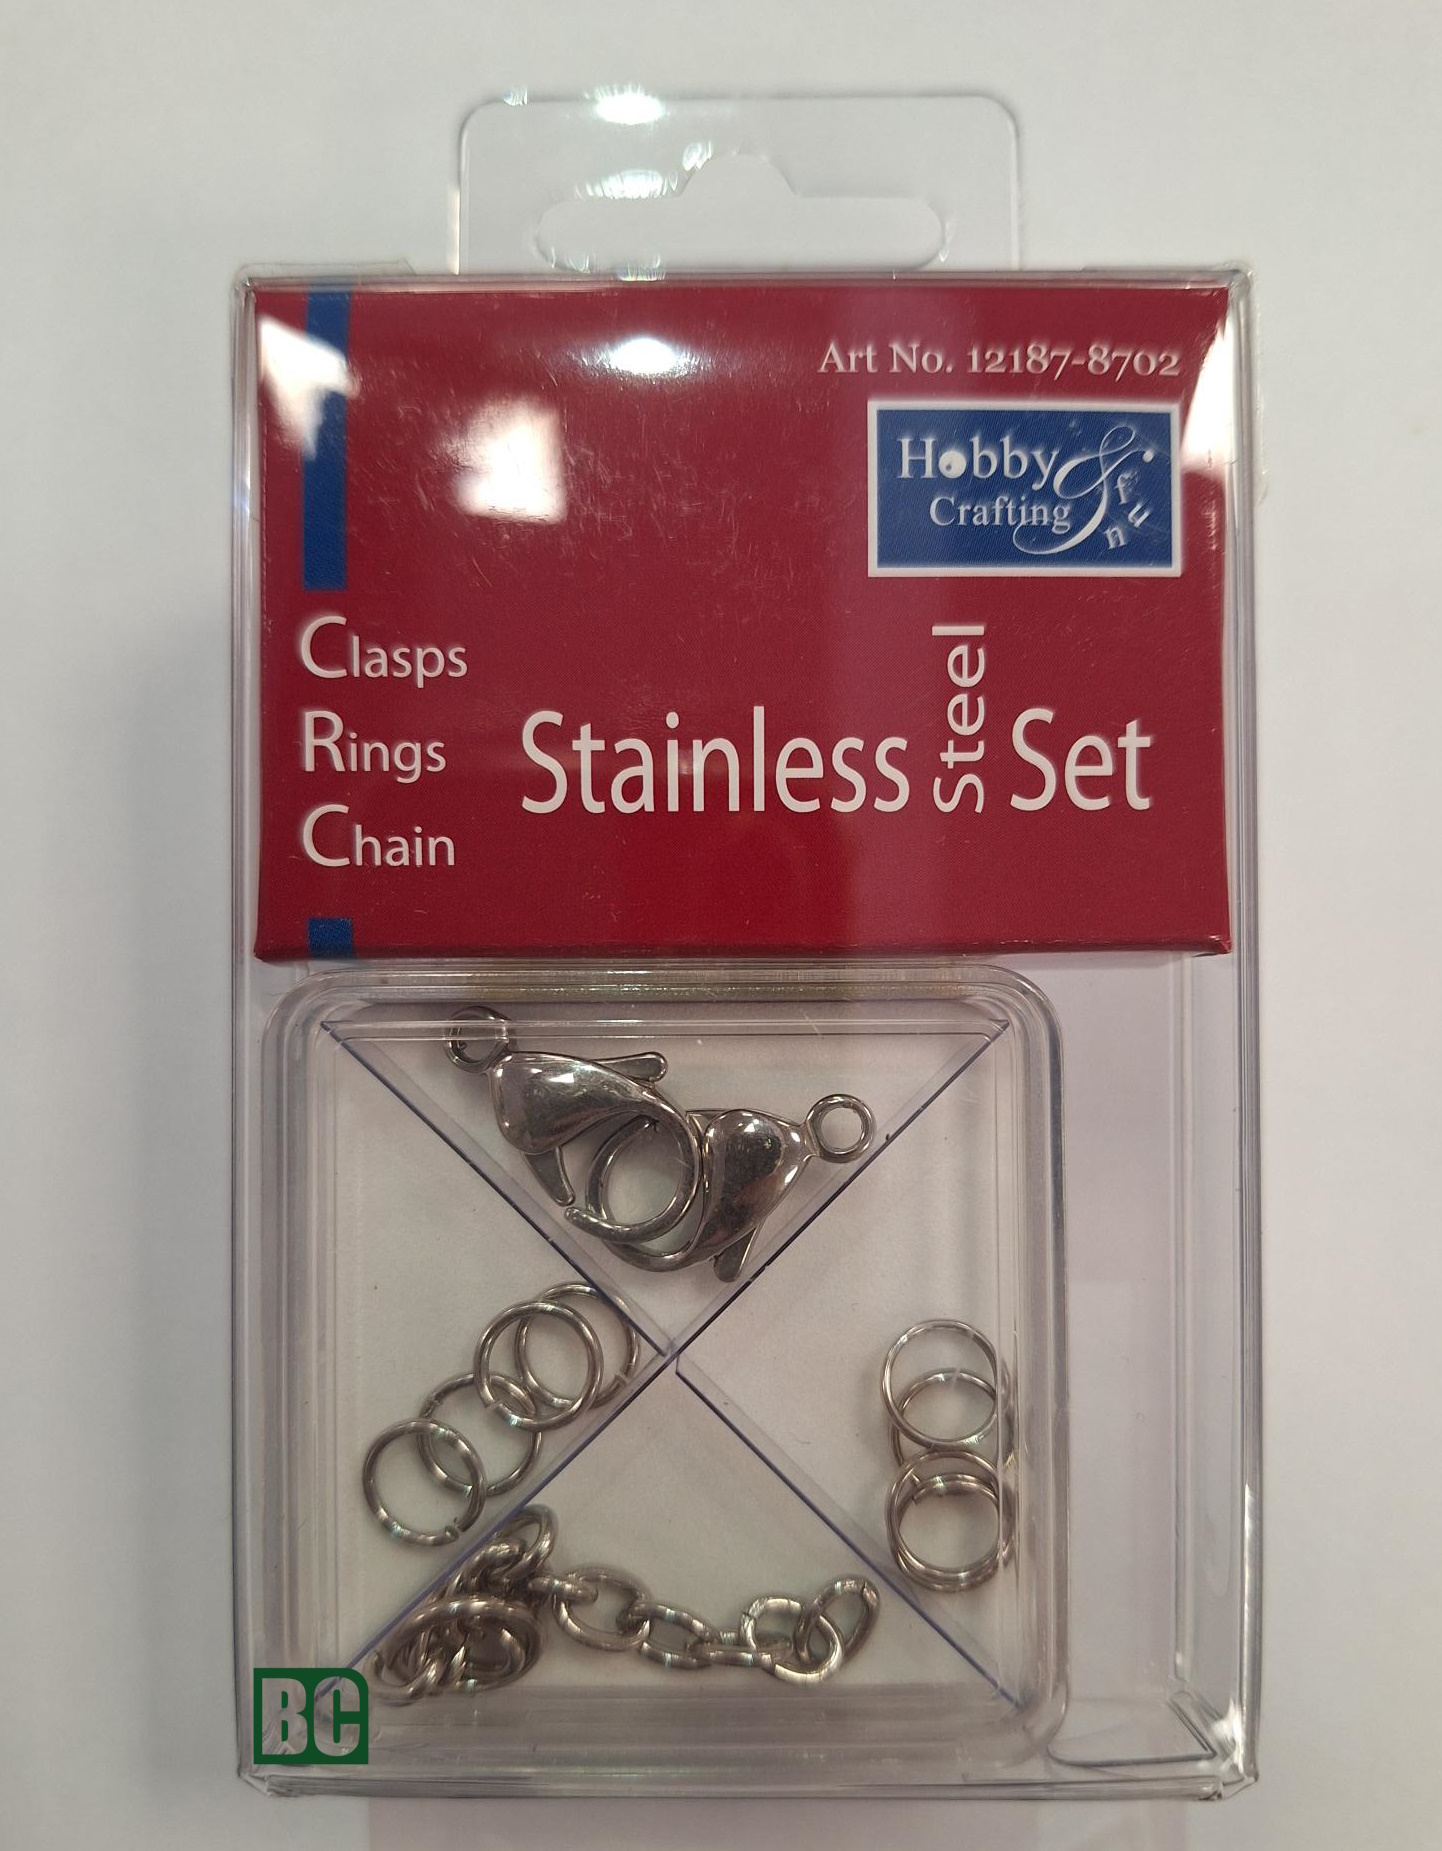 Art No. 12187-8702
Hobby & fun
Crafting
Clasps
Rings
Chain
Stainless Steel Set
BC